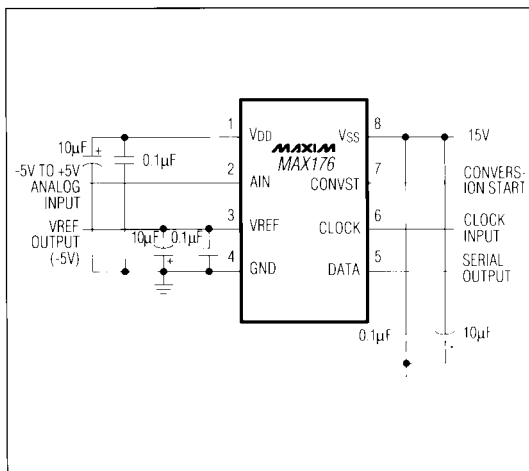 1
VDD
MAXIM
MAX176
VSS
8
15V
10µF
+
0.1µF
-5V TO +5V
ANALOG
INPUT
2
AIN
CONVST
7
CONVERS-
ION START
VREF
OUTPUT
(-5V)
10µF
0.1µF
3
VREF
CLOCK
6
CLOCK
INPUT
+
4
GND
DATA
5
SERIAL
OUTPUT
0.1µF
10µF